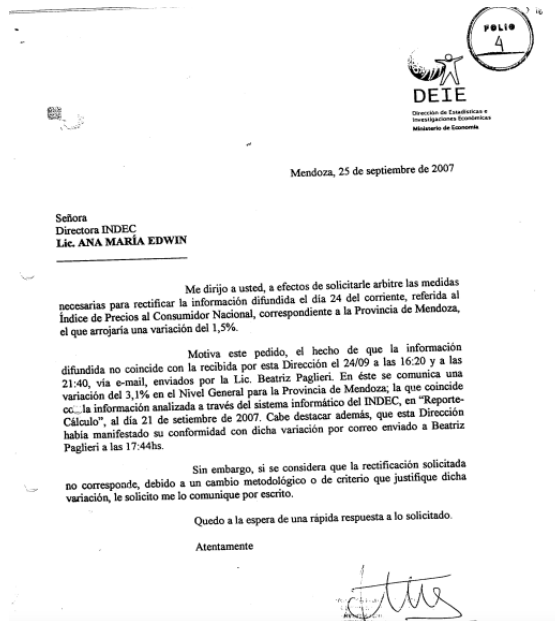 FOLIO
4
DEIE
Dirección de Estadísticas e
Investigaciones Económicas
Ministerio de Economía
Mendoza, 25 de septiembre de 2007
Señora
Directora INDEC
Lic. ANA MARÍA EDWIN
Me dirijo a usted, a efectos de solicitarle arbitre las medidas
necesarias para rectificar la información difundida el día 24 del corriente, referida al
Índice de Precios al Consumidor Nacional, correspondiente a la Provincia de Mendoza,
el que arrojaría una variación del 1,5%.
Motiva este pedido, el hecho de que la información
difundida no coincide con la recibida por esta Dirección el 24/09 a las 16:20 y a las
21:40, vía e-mail, enviados por la Lic. Beatriz Paglieri. En éste se comunica una
variación del 3,1% en el Nivel General para la Provincia de Mendoza; la que coincide
la información analizada a través del sistema informático del INDEC, en "Reporte-
Cálculo", al día 21 de setiembre de 2007. Cabe destacar además, que esta Dirección
había manifestado su conformidad con dicha variación por correo enviado a Beatriz
Paglieri a las 17:44hs.
Sin embargo, si se considera que la rectificación solicitada
no corresponde, debido a un cambio metodológico o de criterio que justifique dicha
variación, le solicito me lo comunique por escrito.
Quedo a la espera de una rápida respuesta a lo solicitado.
Atentamente